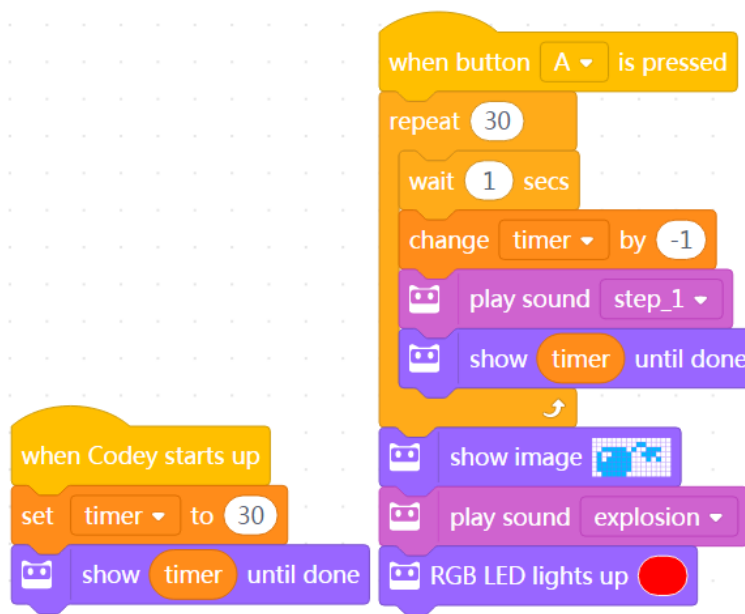 when button A is pressed
repeat 30
wait 1 secs
change timer by -1
play sound step_1
show timer until done
show image
play sound explosion
RGB LED lights up
when Codey starts up
set timer to 30
show timer until done